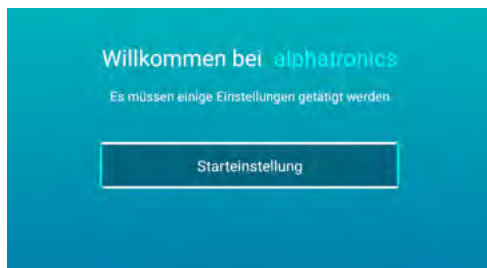 Willkommen bei alphatronics
Es müssen einige Einstellungen getätigt werden
Starteinstellung